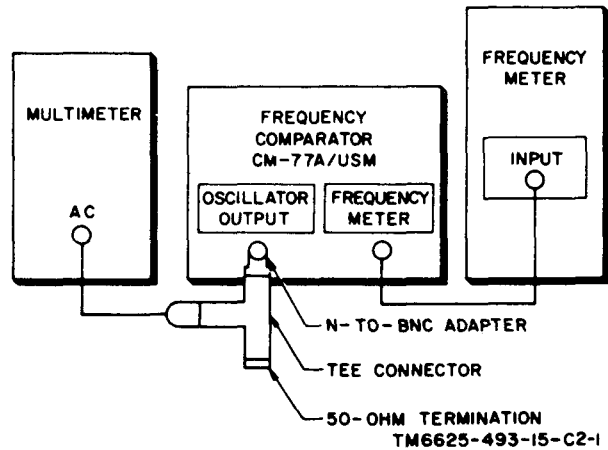 MULTIMETER
AC
FREQUENCY
COMPARATOR
CM-77A/USM
OSCILLATOR
OUTPUT
FREQUENCY
METER
FREQUENCY
METER
INPUT
N-TO-BNC ADAPTER
TEE CONNECTOR
50-OHM TERMINATION
TM6625-493-15-C2-1